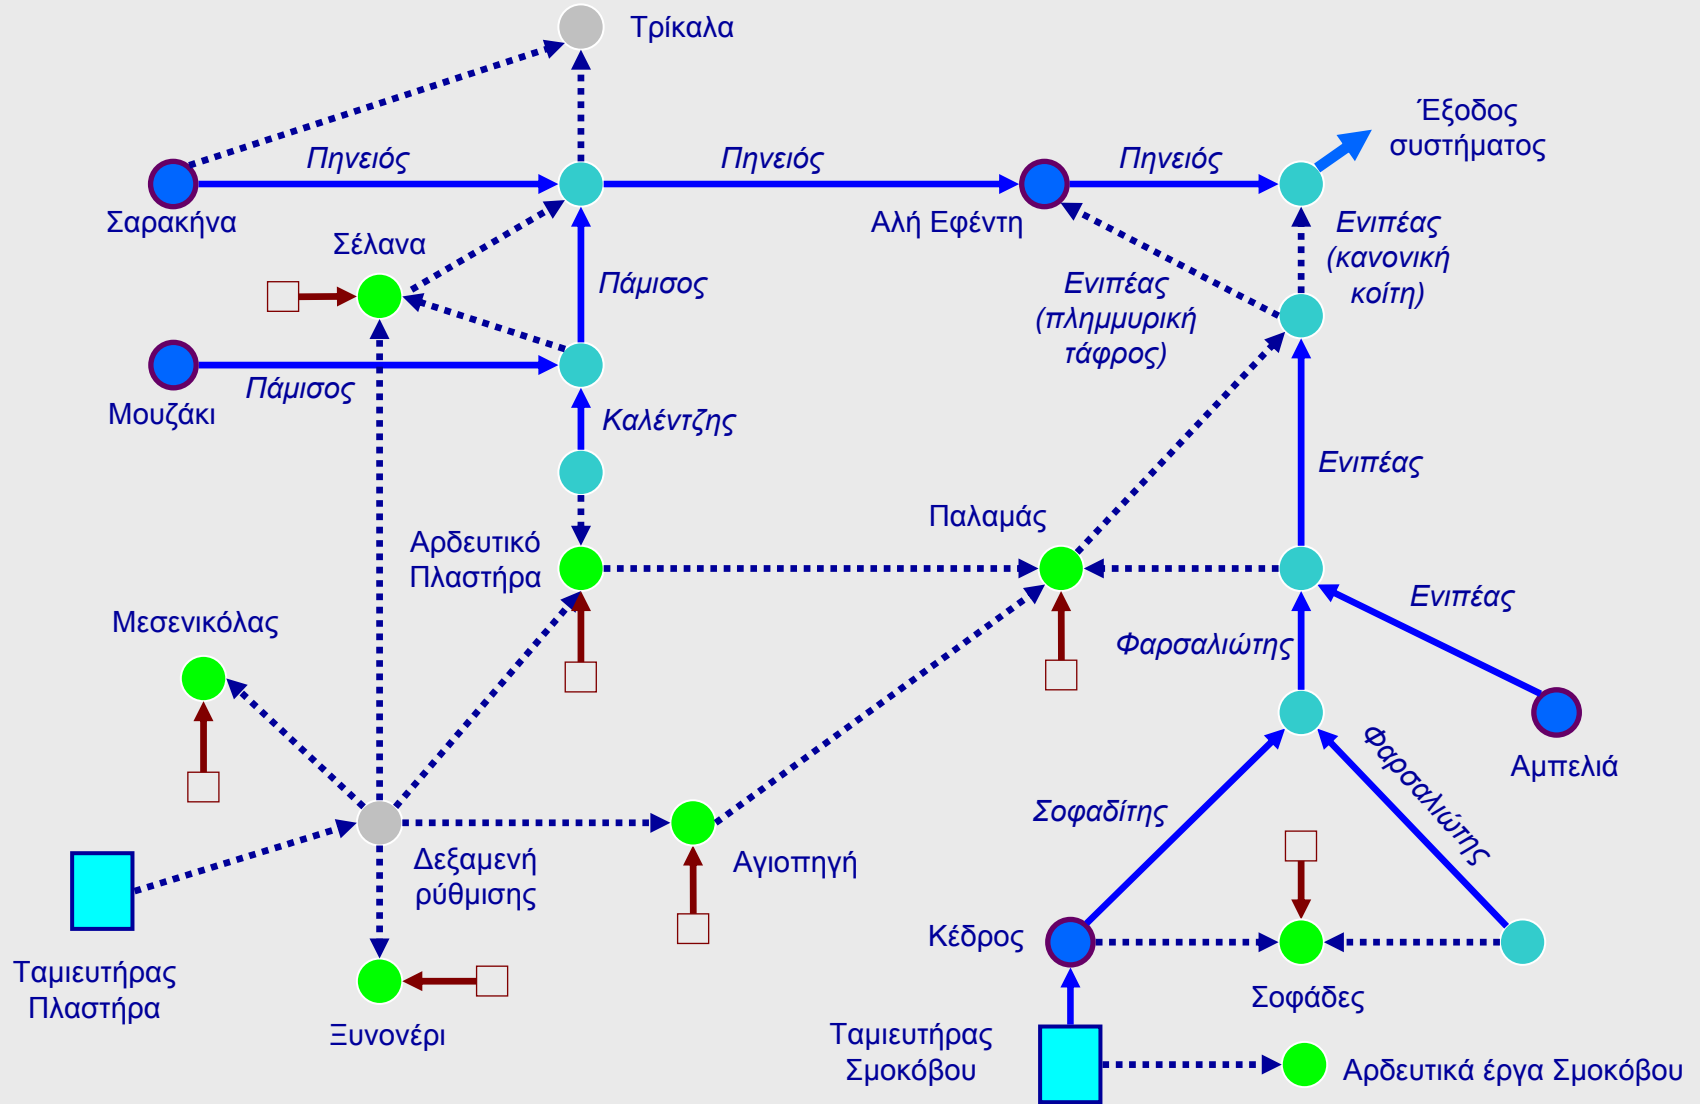 Τρίκαλα
Έξοδος
συστήματος
Πηνειός
Πηνειός
Πηνειός
Σαρακήνα
Αλή Εφέντη
Σέλανα
Ενιπέας
(κανονική
κοίτη)
Πάμισος
Ενιπέας
(πλημμυρική
τάφρος)
Πάμισος
Μουζάκι
Καλέντζης
Ενιπέας
Παλαμάς
Αρδευτικό
Πλαστήρα
Ενιπέας
Μεσενικόλας
Φαρσαλιώτης
Φαρσαλιώτης
Αμπελιά
Σοφαδίτης
Δεξαμενή
ρύθμισης
Αγιοπηγή
Κέδρος
Ταμιευτήρας
Πλαστήρα
Σοφάδες
Ξυνονέρι
Ταμιευτήρας
Σμοκόβου
Αρδευτικά έργα Σμοκόβου